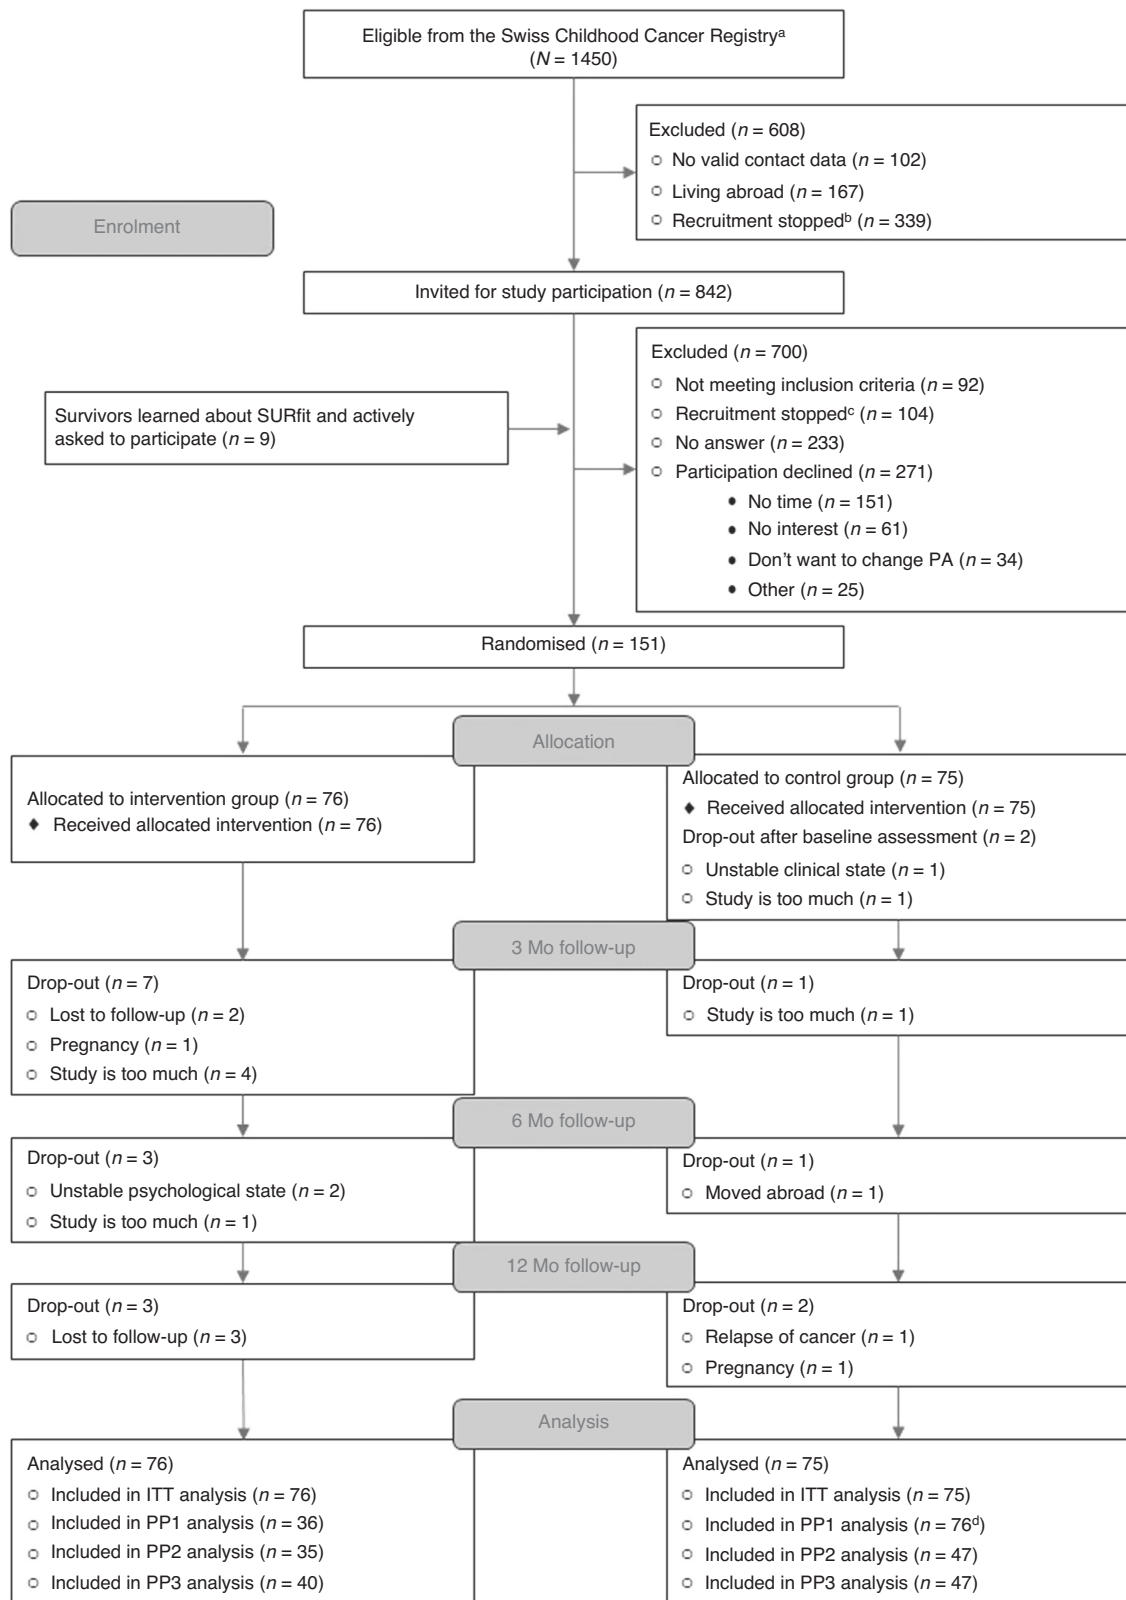 Eligible from the Swiss Childhood Cancer Registryᵃ
(N = 1450)
Excluded (n = 608)
No valid contact data (n = 102)
Living abroad (n = 167)
Recruitment stoppedᵇ (n = 339)
Enrolment
Invited for study participation (n = 842)
Excluded (n = 700)
Not meeting inclusion criteria (n = 92)
Recruitment stoppedᶜ (n = 104)
No answer (n = 233)
Participation declined (n = 271)
No time (n = 151)
No interest (n = 61)
Don't want to change PA (n = 34)
Other (n = 25)
Survivors learned about SURfit and actively
asked to participate (n = 9)
Randomised (n = 151)
Allocation
Allocated to intervention group (n = 76)
♦ Received allocated intervention (n = 76)
Allocated to control group (n = 75)
♦ Received allocated intervention (n = 75)
Drop-out after baseline assessment (n = 2)
Unstable clinical state (n = 1)
Study is too much (n = 1)
3 Mo follow-up
Drop-out (n = 7)
Lost to follow-up (n = 2)
Pregnancy (n = 1)
Study is too much (n = 4)
Drop-out (n = 1)
Study is too much (n = 1)
6 Mo follow-up
Drop-out (n = 3)
Unstable psychological state (n = 2)
Study is too much (n = 1)
Drop-out (n = 1)
Moved abroad (n = 1)
12 Mo follow-up
Drop-out (n = 3)
Lost to follow-up (n = 3)
Drop-out (n = 2)
Relapse of cancer (n = 1)
Pregnancy (n = 1)
Analysis
Analysed (n = 76)
Included in ITT analysis (n = 76)
Included in PP1 analysis (n = 36)
Included in PP2 analysis (n = 35)
Included in PP3 analysis (n = 40)
Analysed (n = 75)
Included in ITT analysis (n = 75)
Included in PP1 analysis (n = 76ᵈ)
Included in PP2 analysis (n = 47)
Included in PP3 analysis (n = 47)